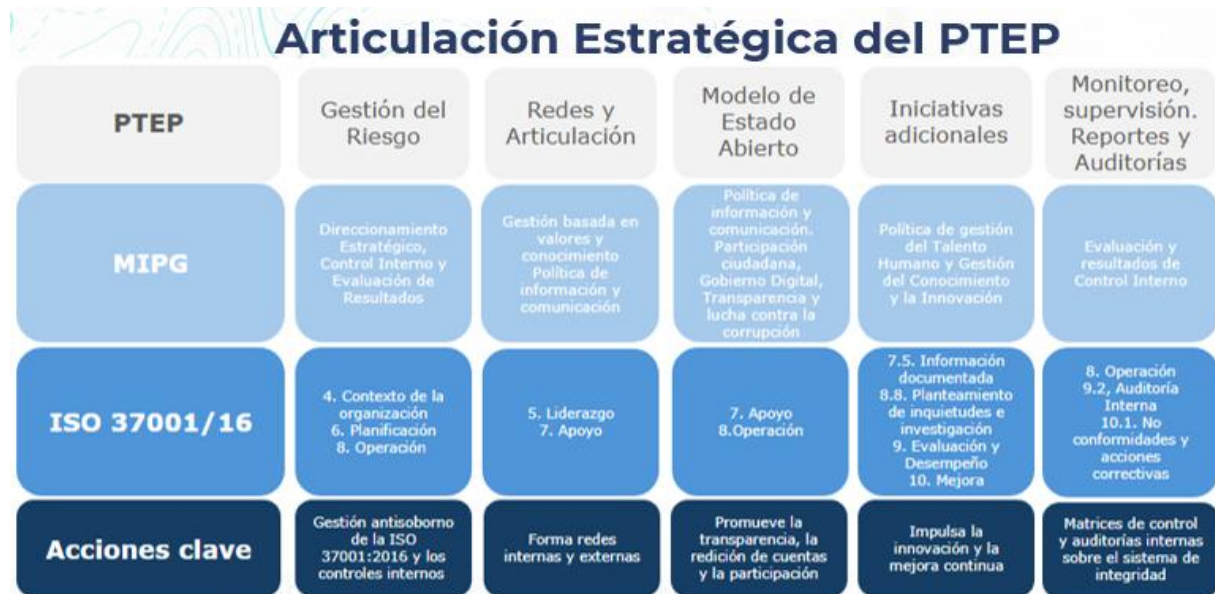 Articulación Estratégica del PTEP
PTEP
Gestión del
Riesgo
Redes y
Articulación
Modelo de
Estado
Abierto
Iniciativas
adicionales
Monitoreo,
supervisión.
Reportes y
Auditorías
MIPG
Direccionamiento
Estratégico,
Control Interno y
Evaluación de
Resultados
Gestión basada en
valores y
conocimiento
Política de
información y
comunicación
Política de
información y
comunicación.
Participación
ciudadana,
Gobierno Digital,
Transparencia y
lucha contra la
corrupción
Política de gestión
del Talento
Humano y Gestión
del Conocimiento
y la Innovación
Evaluación y
resultados de
Control Interno
ISO 37001/16
4. Contexto de la
organización
6. Planificación
8. Operación
5. Liderazgo
7. Apoyo
7. Apoyo
8.Operación
7.5. Información
documentada
8.8. Planteamiento
de inquietudes e
investigación
9. Evaluación y
Desempeño
10. Mejora
8. Operación
9.2, Auditoría
Interna
10.1. No
conformidades y
acciones
correctivas
Acciones clave
Gestión antisoborno
de la ISO
37001:2016 y los
controles internos
Forma redes
internas y externas
Promueve la
transparencia, la
redición de cuentas
y la participación
Impulsa la
innovación y la
mejora continua
Matrices de control
y auditorías internas
sobre el sistema de
integridad